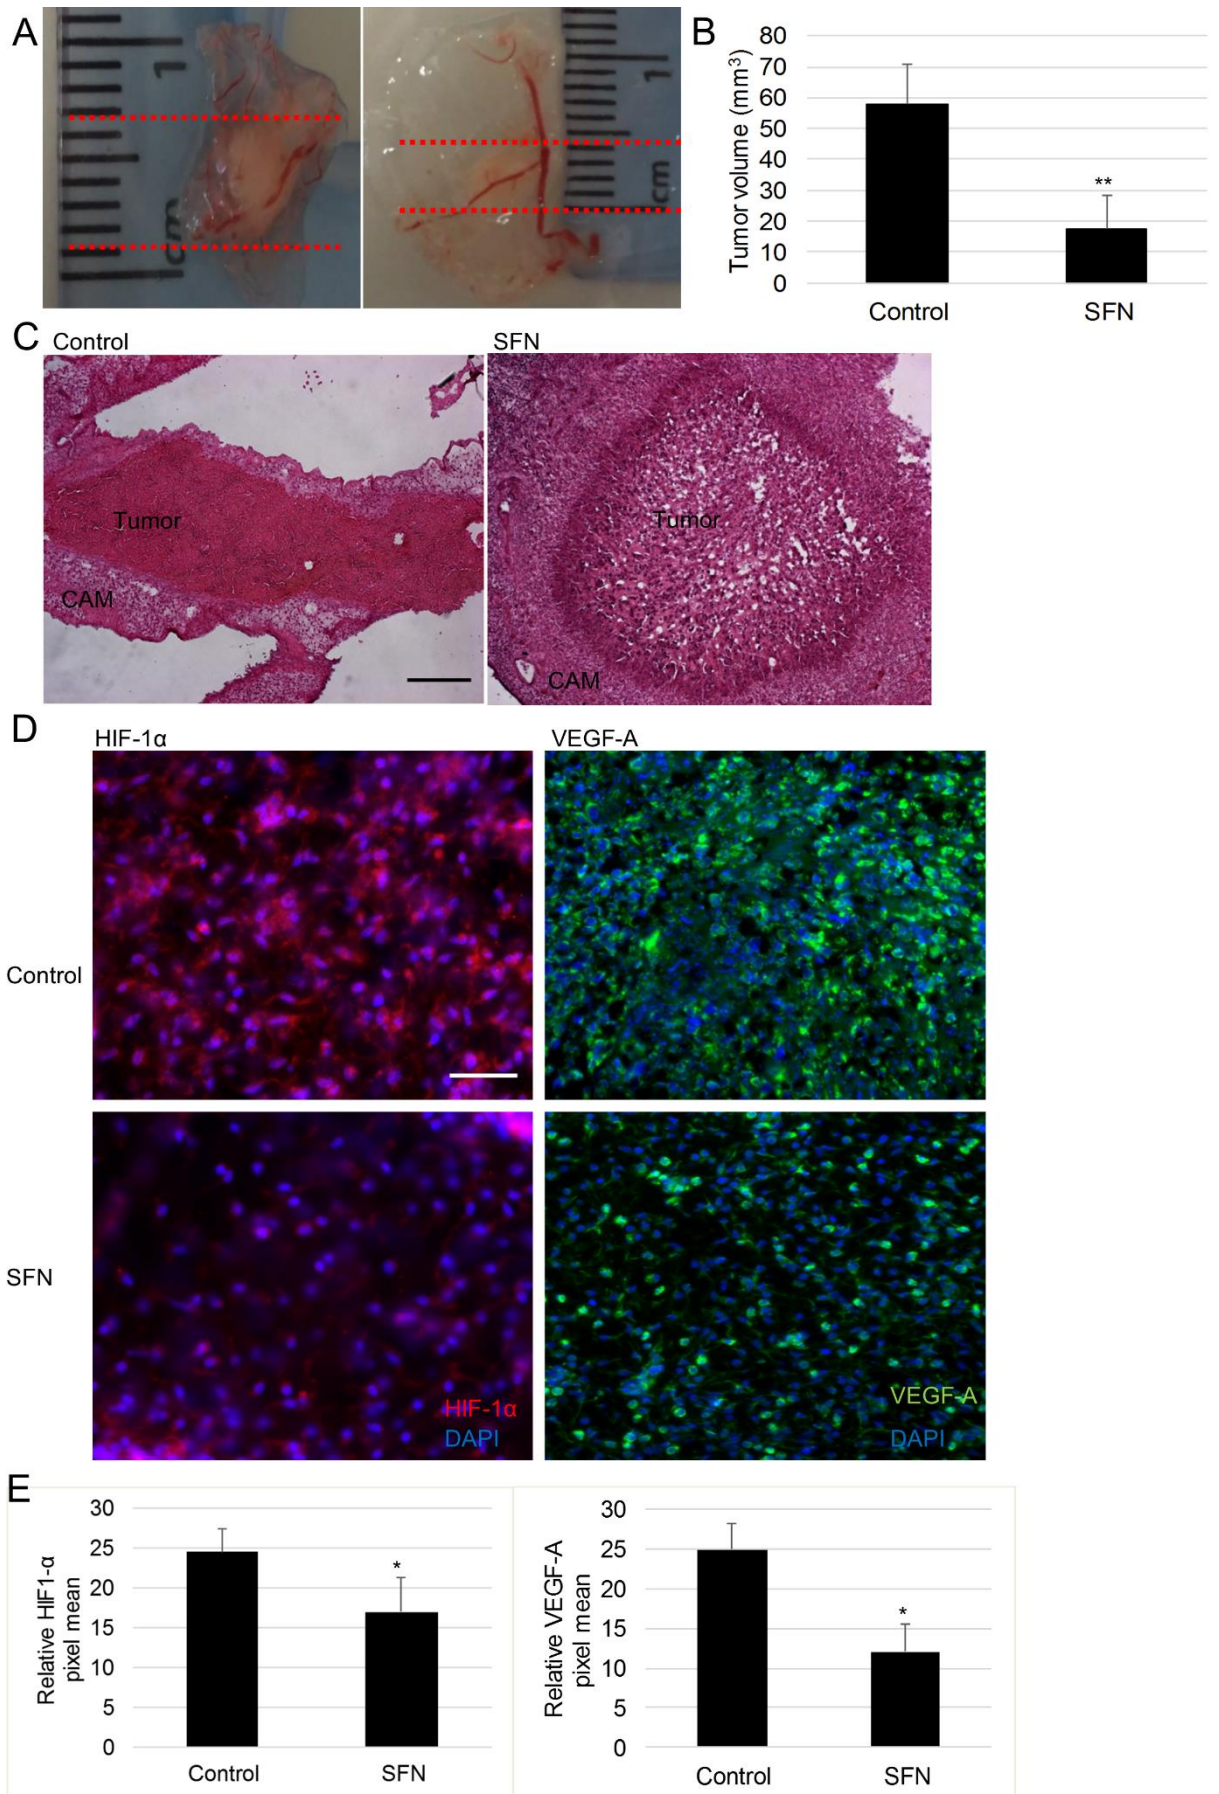 A
1
cm
1
cm
B
Tumor volume (mm³)
80
70
60
50
40
30
20
10
0
**
Control
SFN
C
Control
SFN
Tumor
CAM
Tumor
CAM
D
HIF-1α
VEGF-A
Control
SFN
HIF-1α
DAPI
VEGF-A
DAPI
E
Relative HIF1-α
pixel mean
30
25
20
15
10
5
0
*
Control
SFN
Relative VEGF-A
pixel mean
30
25
20
15
10
5
0
*
Control
SFN